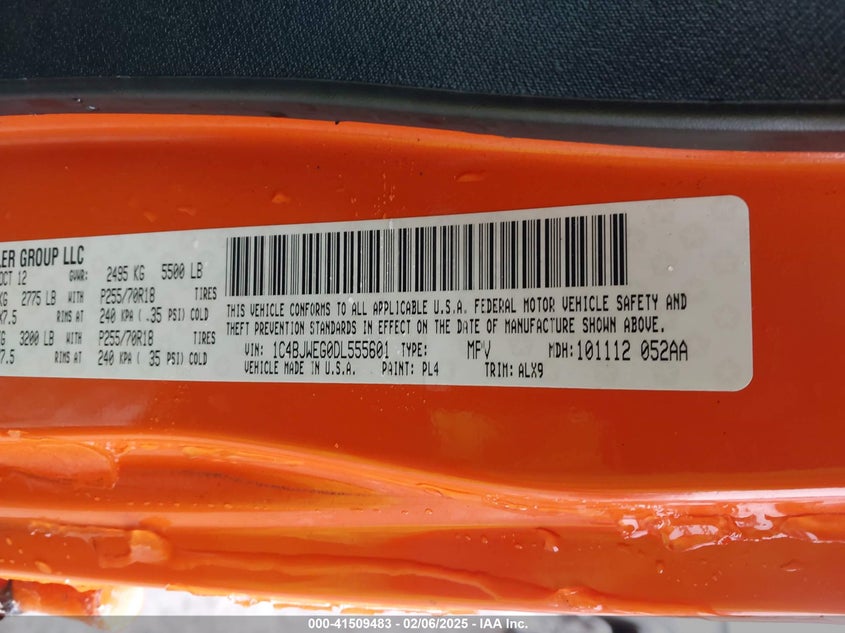 LER GROUP LLC
OCT 12 GVWR: 2495 KG 5500 LB
KG 2775 LB WITH P255/70R18 TIRES
X7.5 RIMS AT 240 KPA ( .35 PSI) COLD
KG 3200 LB WITH P255/70R18 TIRES
X7.5 RIMS AT 240 KPA ( 35 PSI) COLD
THIS VEHICLE CONFORMS TO ALL APPLICABLE U.S.A. FEDERAL MOTOR VEHICLE SAFETY AND
THEFT PREVENTION STANDARDS IN EFFECT ON THE DATE OF MANUFACTURE SHOWN ABOVE.
VIN: 1C4BJWEG0DL555601 TYPE: MPV MDH: 101112 052AA
VEHICLE MADE IN U.S.A. PAINT: PL4 TRIM: ALX9
000-41509483 - 02/06/2025 - IAA Inc.